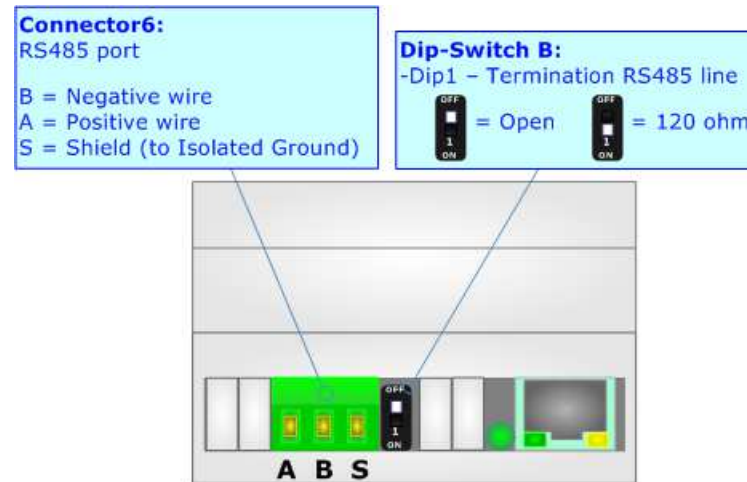 Connector6:
RS485 port
B = Negative wire
A = Positive wire
S = Shield (to Isolated Ground)
Dip-Switch B:
-Dip1 – Termination RS485 line
OFF
1
ON
= Open
OFF
1
ON
= 120 ohm
OFF
1
ON
A B S